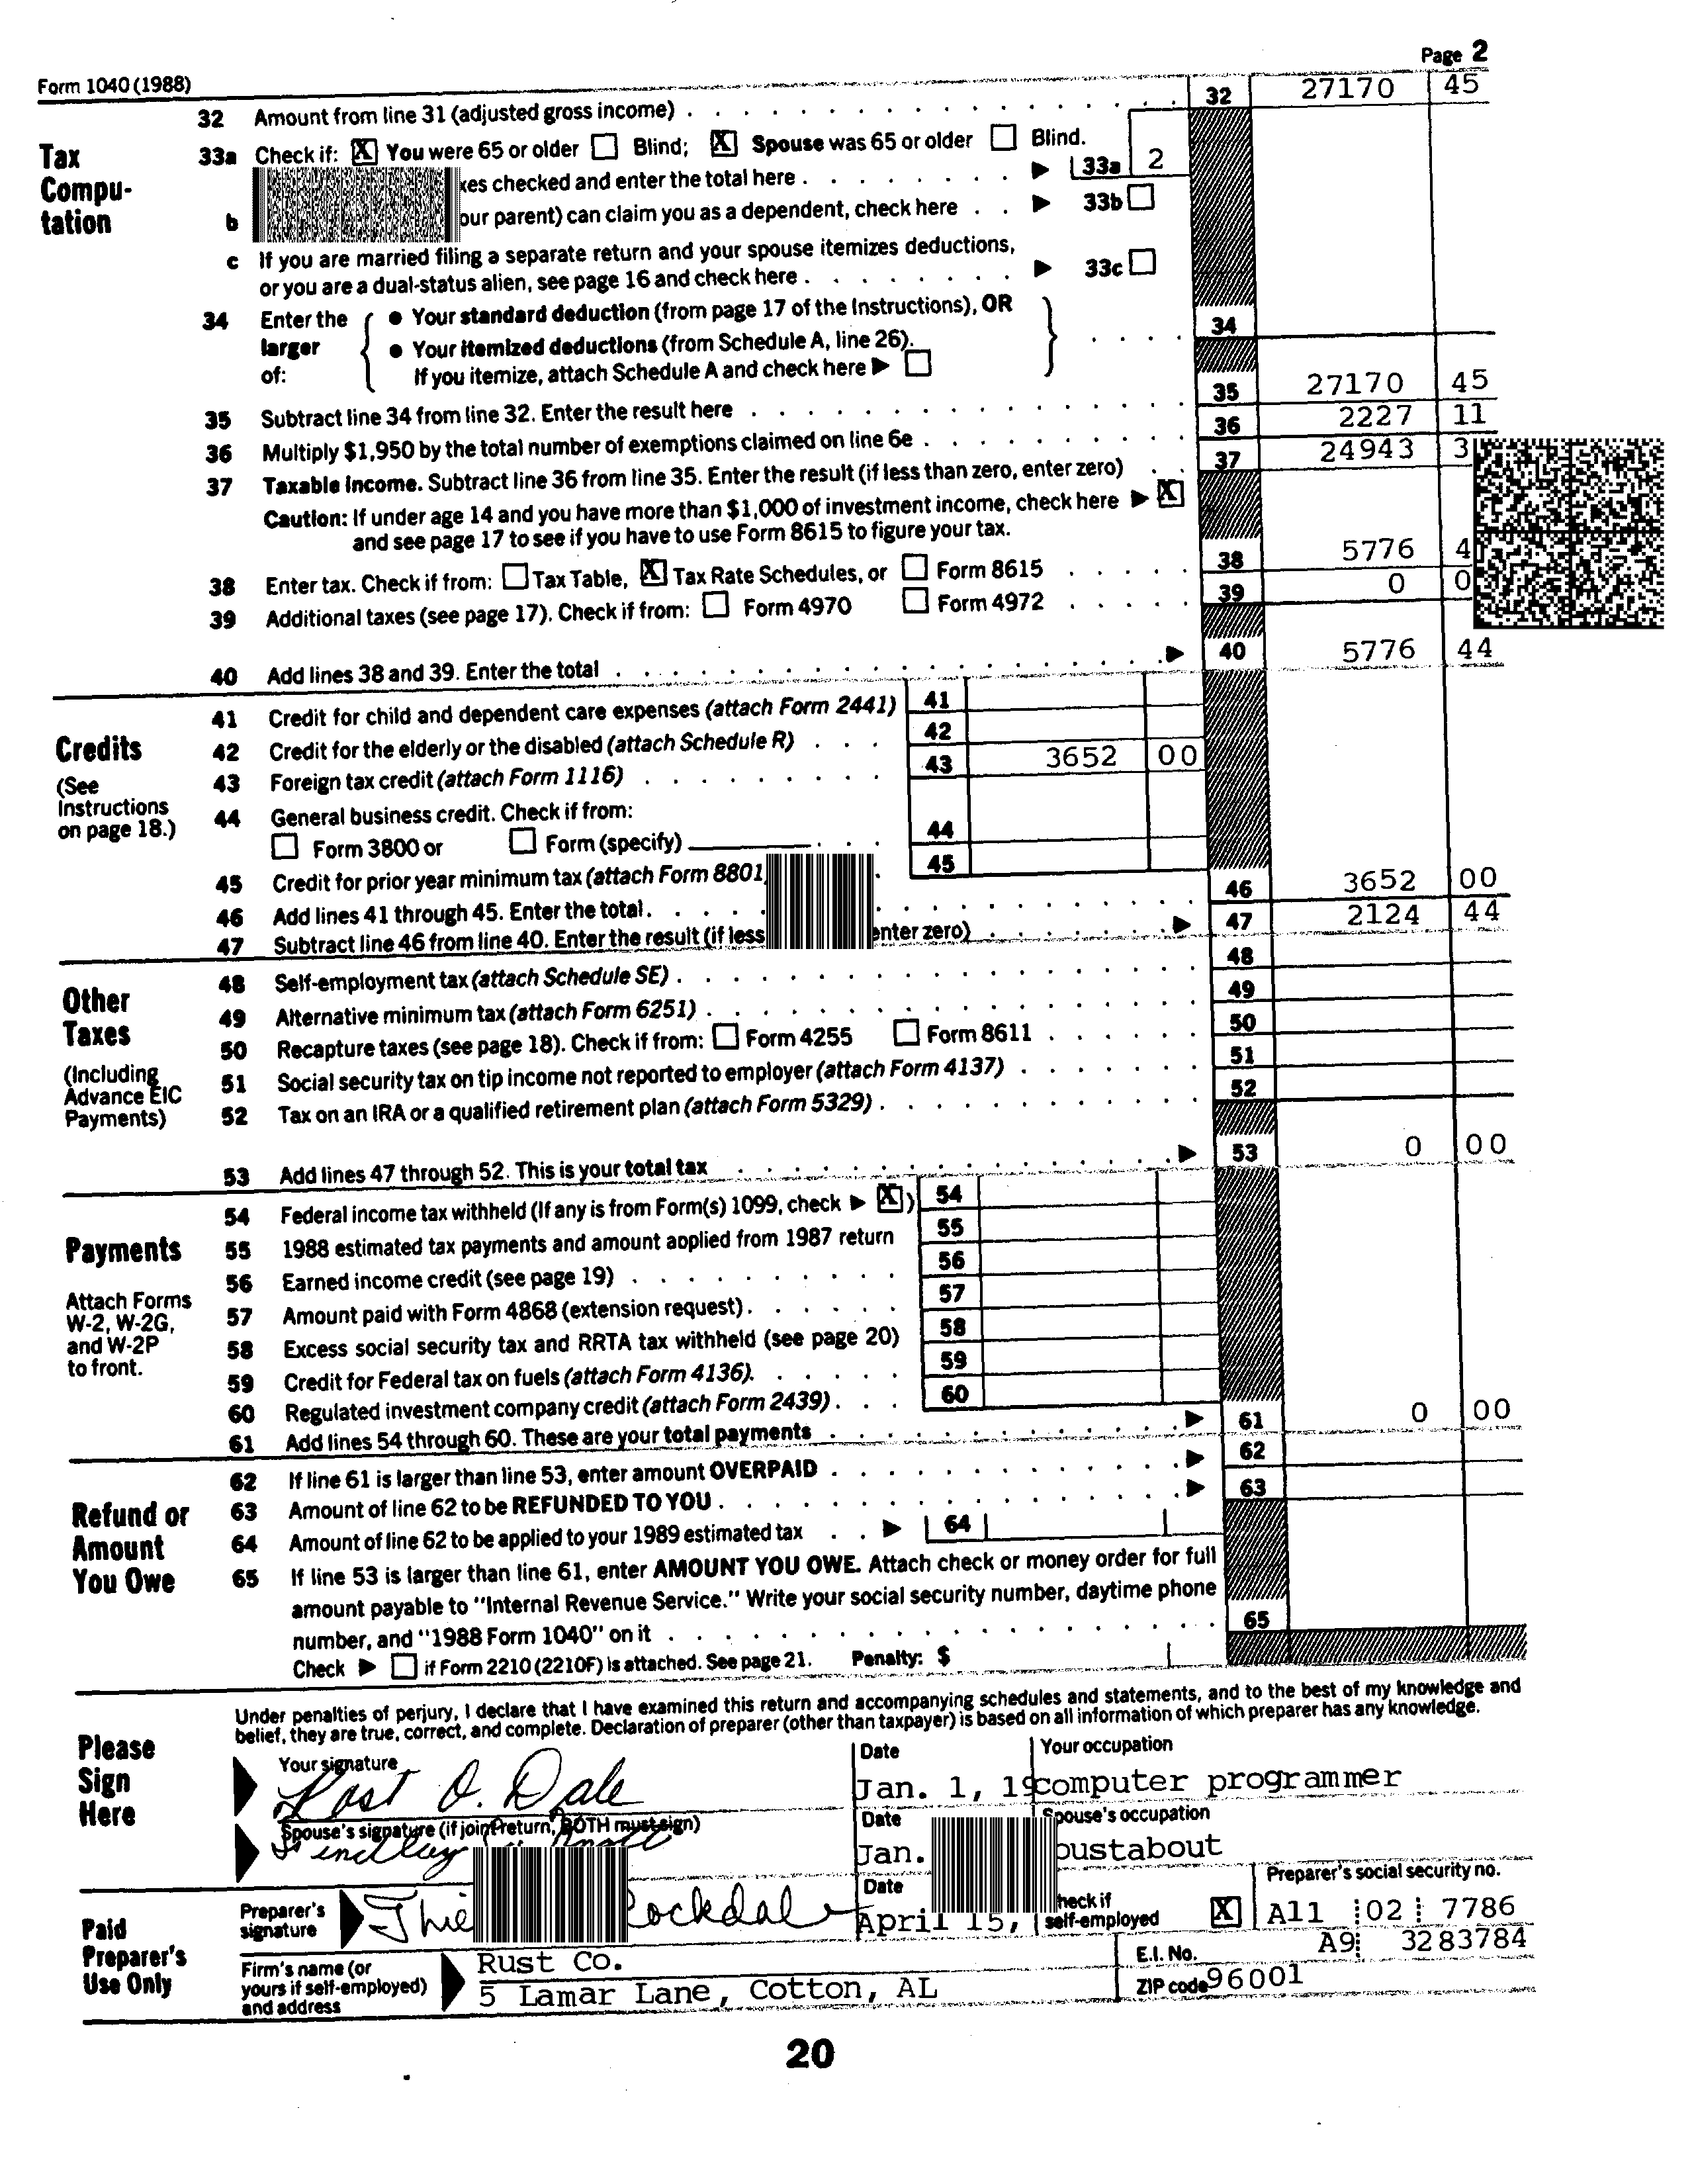 Page 2
Form 1040 (1988)
32 Amount from line 31 (adjusted gross income) 32 27170 45
Tax Compu-tation
33a Check if: [X] You were 65 or older [ ] Blind; [X] Spouse was 65 or older [ ] Blind.
xes checked and enter the total here 33a 2
b our parent) can claim you as a dependent, check here 33b [ ]
c If you are married filing a separate return and your spouse itemizes deductions,
or you are a dual-status alien, see page 16 and check here 33c [ ]
34 Enter the larger of:
• Your standard deduction (from page 17 of the Instructions), OR
• Your itemized deductions (from Schedule A, line 26).
If you itemize, attach Schedule A and check here ▶ [ ] 34
35 Subtract line 34 from line 32. Enter the result here 35 27170 45
36 Multiply $1,950 by the total number of exemptions claimed on line 6e 36 2227 11
37 Taxable income. Subtract line 36 from line 35. Enter the result (if less than zero, enter zero) 37 24943 3
Caution: If under age 14 and you have more than $1,000 of investment income, check here ▶ [X]
and see page 17 to see if you have to use Form 8615 to figure your tax.
38 Enter tax. Check if from: [ ] Tax Table, [X] Tax Rate Schedules, or [ ] Form 8615 38 5776 4
39 Additional taxes (see page 17). Check if from: [ ] Form 4970 [ ] Form 4972 39 0 0
40 Add lines 38 and 39. Enter the total ▶ 40 5776 44
Credits
(See Instructions on page 18.)
41 Credit for child and dependent care expenses (attach Form 2441) 41
42 Credit for the elderly or the disabled (attach Schedule R) 42
43 Foreign tax credit (attach Form 1116) 43 3652 00
44 General business credit. Check if from:
[ ] Form 3800 or [ ] Form (specify) 44
45 Credit for prior year minimum tax (attach Form 8801 45
46 Add lines 41 through 45. Enter the total. 46 3652 00
47 Subtract line 46 from line 40. Enter the result (if less enter zero) ▶ 47 2124 44
Other Taxes
(Including Advance EIC Payments)
48 Self-employment tax (attach Schedule SE) 48
49 Alternative minimum tax (attach Form 6251) 49
50 Recapture taxes (see page 18). Check if from: [ ] Form 4255 [ ] Form 8611 50
51 Social security tax on tip income not reported to employer (attach Form 4137) 51
52 Tax on an IRA or a qualified retirement plan (attach Form 5329) 52
53 Add lines 47 through 52. This is your total tax ▶ 53 0 00
Payments
Attach Forms W-2, W-2G, and W-2P to front.
54 Federal income tax withheld (If any is from Form(s) 1099, check ▶ [X]) 54
55 1988 estimated tax payments and amount applied from 1987 return 55
56 Earned income credit (see page 19) 56
57 Amount paid with Form 4868 (extension request) 57
58 Excess social security tax and RRTA tax withheld (see page 20) 58
59 Credit for Federal tax on fuels (attach Form 4136) 59
60 Regulated investment company credit (attach Form 2439) 60
61 Add lines 54 through 60. These are your total payments ▶ 61 0 00
Refund or Amount You Owe
62 If line 61 is larger than line 53, enter amount OVERPAID ▶ 62
63 Amount of line 62 to be REFUNDED TO YOU ▶ 63
64 Amount of line 62 to be applied to your 1989 estimated tax ▶ 64
65 If line 53 is larger than line 61, enter AMOUNT YOU OWE. Attach check or money order for full
amount payable to "Internal Revenue Service." Write your social security number, daytime phone
number, and "1988 Form 1040" on it 65
Check ▶ [ ] if Form 2210 (2210F) is attached. See page 21. Penalty: $
Please Sign Here
Under penalties of perjury, I declare that I have examined this return and accompanying schedules and statements, and to the best of my knowledge and
belief, they are true, correct, and complete. Declaration of preparer (other than taxpayer) is based on all information of which preparer has any knowledge.
Your signature Date Your occupation
O. Dale Jan. 1, 19 computer programmer
Spouse's signature (if joint return, BOTH must sign) Date Spouse's occupation
Jan. oustabout
Paid Preparer's Use Only
Preparer's signature Date Check if self-employed [X] Preparer's social security no.
April 15, A11 02 7786
Firm's name (or yours if self-employed) and address
Rust Co. E.I. No. A9 3283784
5 Lamar Lane, Cotton, AL ZIP code 96001
20